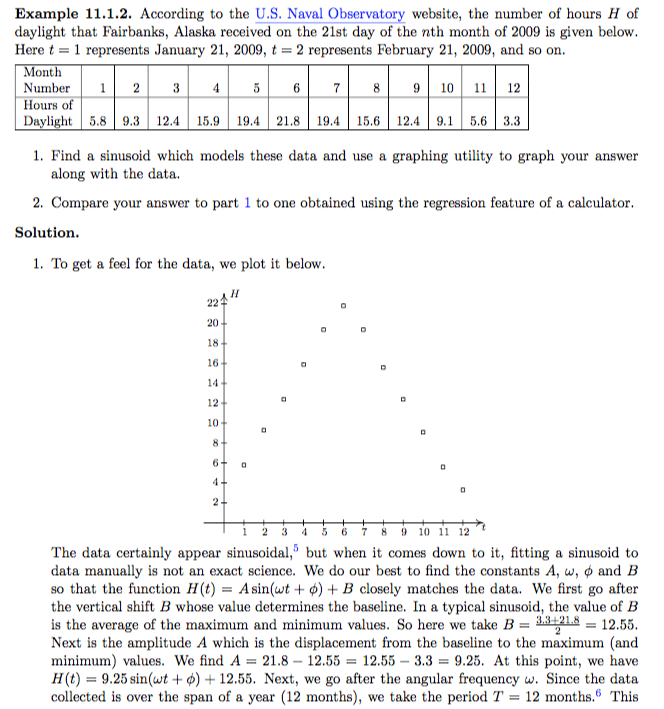 Example 11.1.2. According to the U.S. Naval Observatory website, the number of hours H of
daylight that Fairbanks, Alaska received on the 21st day of the nth month of 2009 is given below.
Here t = 1 represents January 21, 2009, t = 2 represents February 21, 2009, and so on.
Month
Number 1 2 3 4 5 6 7 8 9 10 11 12
Hours of
Daylight 5.8 9.3 12.4 15.9 19.4 21.8 19.4 15.6 12.4 9.1 5.6 3.3
1. Find a sinusoid which models these data and use a graphing utility to graph your answer
along with the data.
2. Compare your answer to part 1 to one obtained using the regression feature of a calculator.
Solution.
1. To get a feel for the data, we plot it below.
H
22
20
18
16
14
12
10
8
6
4
2
1 2 3 4 5 6 7 8 9 10 11 12 t
The data certainly appear sinusoidal,⁵ but when it comes down to it, fitting a sinusoid to
data manually is not an exact science. We do our best to find the constants A, ω, ϕ and B
so that the function H(t) = A sin(ωt + ϕ) + B closely matches the data. We first go after
the vertical shift B whose value determines the baseline. In a typical sinusoid, the value of B
is the average of the maximum and minimum values. So here we take B = (3.3+21.8)/2 = 12.55.
Next is the amplitude A which is the displacement from the baseline to the maximum (and
minimum) values. We find A = 21.8 − 12.55 = 12.55 − 3.3 = 9.25. At this point, we have
H(t) = 9.25 sin(ωt + ϕ) + 12.55. Next, we go after the angular frequency ω. Since the data
collected is over the span of a year (12 months), we take the period T = 12 months.⁶ This